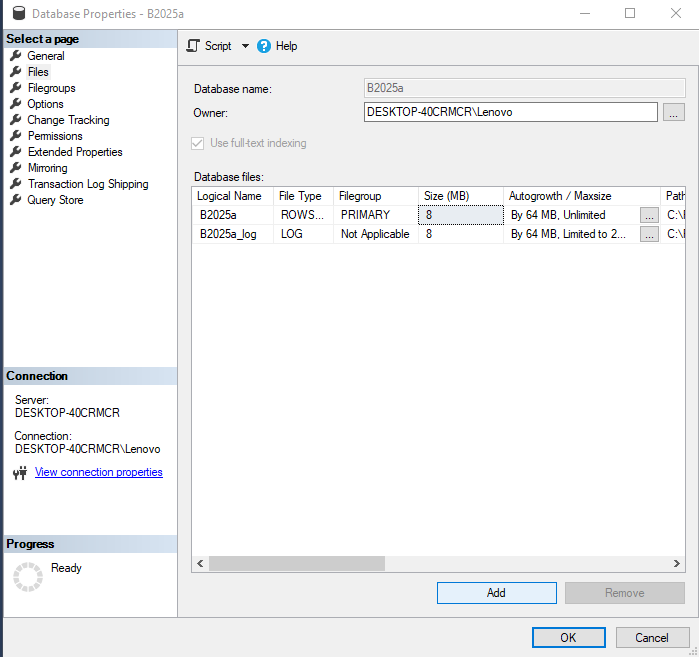 Database Properties - B2025a
Select a page
General
Files
Filegroups
Options
Change Tracking
Permissions
Extended Properties
Mirroring
Transaction Log Shipping
Query Store
Connection
Server:
DESKTOP-40CRMCR
Connection:
DESKTOP-40CRMCR\Lenovo
View connection properties
Progress
Ready
Script Help
Database name: B2025a
Owner: DESKTOP-40CRMCR\Lenovo ...
Use full-text indexing
Database files:
Logical Name File Type Filegroup Size (MB) Autogrowth / Maxsize Path
B2025a ROWS... PRIMARY 8 By 64 MB, Unlimited ... C:\
B2025a_log LOG Not Applicable 8 By 64 MB, Limited to 2... ... C:\
Add Remove
OK Cancel